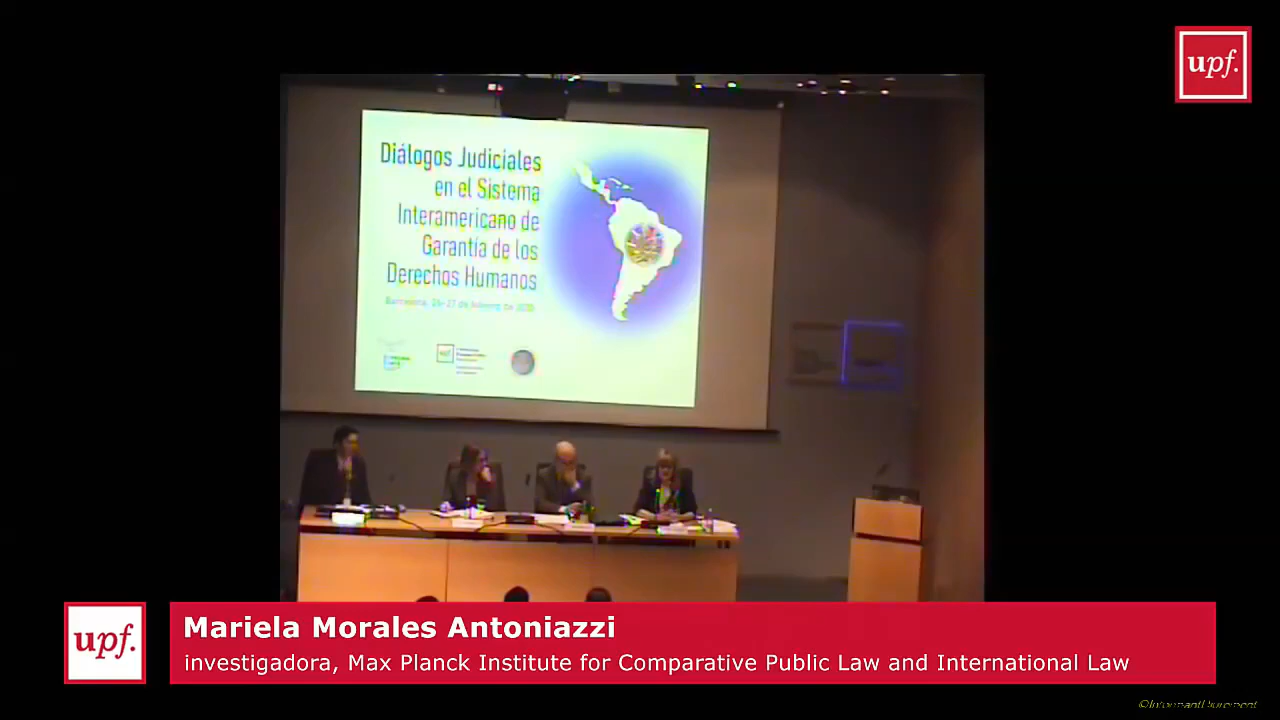 upf.
Diálogos Judiciales
en el Sistema
Interamericano de
Garantía de los
Derechos Humanos
upf.
Mariela Morales Antoniazzi
investigadora, Max Planck Institute for Comparative Public Law and International Law